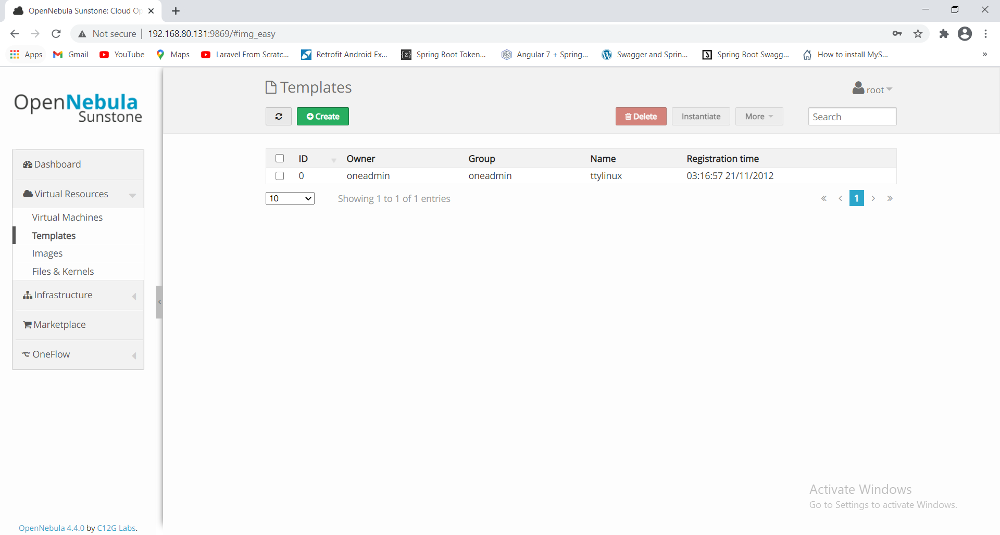 OpenNebula Sunstone: Cloud Op
Not secure | 192.168.80.131:9869/#img_easy
Apps Gmail YouTube Maps Laravel From Scratc... Retrofit Android Ex... Spring Boot Token... Angular 7 + Spring... Swagger and Sprin... Spring Boot Swagg... How to install MyS... »
OpenNebula
Sunstone
Templates
root
Create Delete Instantiate More Search
Dashboard
Virtual Resources
Virtual Machines
Templates
Images
Files & Kernels
Infrastructure
Marketplace
OneFlow
ID Owner Group Name Registration time
0 oneadmin oneadmin ttylinux 03:16:57 21/11/2012
10 Showing 1 to 1 of 1 entries « ‹ 1 › »
Activate Windows
Go to Settings to activate Windows.
OpenNebula 4.4.0 by C12G Labs.